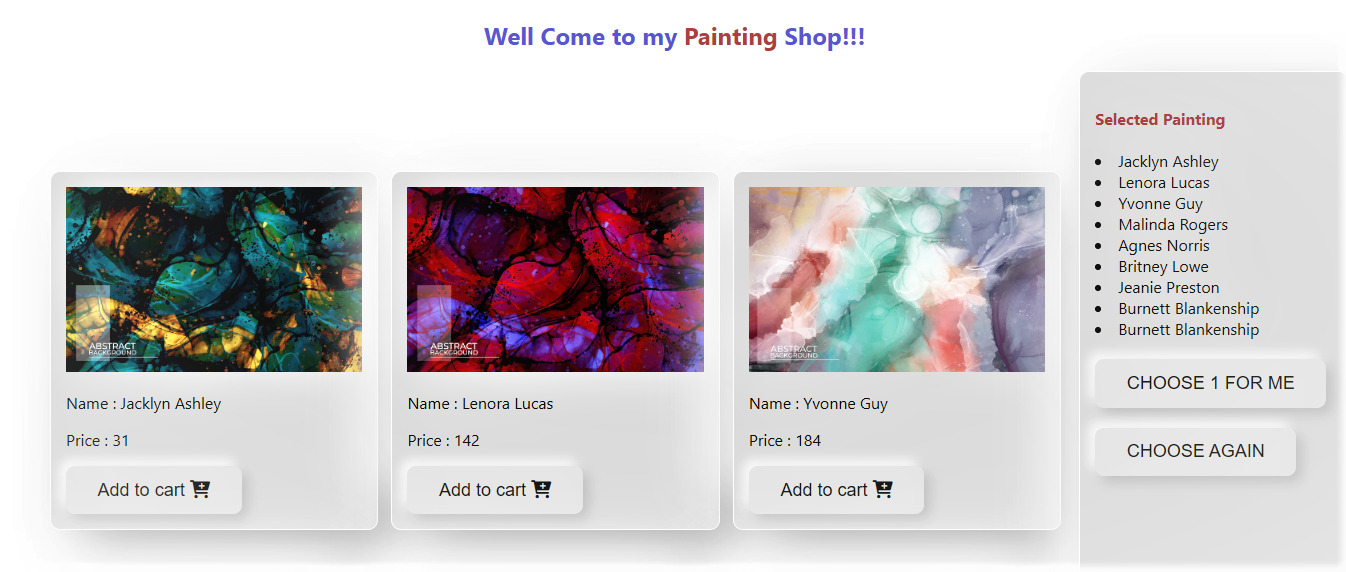 Well Come to my Painting Shop!!!
ABSTRACT
BACKGROUND
Name : Jacklyn Ashley
Price : 31
Add to cart
ABSTRACT
BACKGROUND
Name : Lenora Lucas
Price : 142
Add to cart
ABSTRACT
BACKGROUND
Name : Yvonne Guy
Price : 184
Add to cart
Selected Painting
Jacklyn Ashley
Lenora Lucas
Yvonne Guy
Malinda Rogers
Agnes Norris
Britney Lowe
Jeanie Preston
Burnett Blankenship
Burnett Blankenship
CHOOSE 1 FOR ME
CHOOSE AGAIN